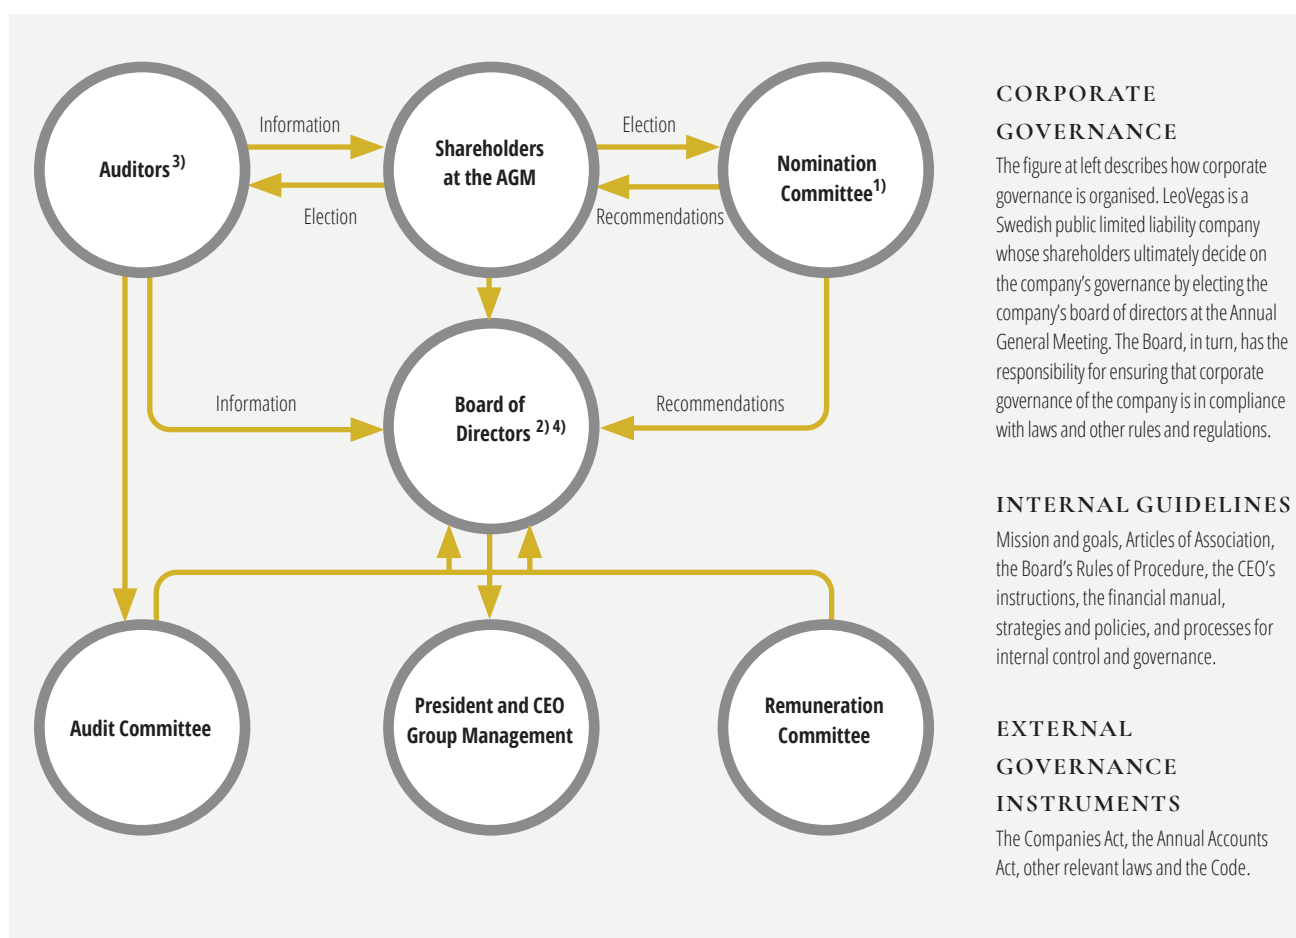 Information
Election
Auditors 3)
Shareholders
at the AGM
Nomination
Committee1)
Election
Recommendations
Information
Board of
Directors 2) 4)
Recommendations
Audit Committee
President and CEO
Group Management
Remuneration
Committee
CORPORATE
GOVERNANCE
The figure at left describes how corporate
governance is organised. LeoVegas is a
Swedish public limited liability company
whose shareholders ultimately decide on
the company's governance by electing the
company's board of directors at the Annual
General Meeting. The Board, in turn, has the
responsibility for ensuring that corporate
governance of the company is in compliance
with laws and other rules and regulations.
INTERNAL GUIDELINES
Mission and goals, Articles of Association,
the Board's Rules of Procedure, the CEO's
instructions, the financial manual,
strategies and policies, and processes for
internal control and governance.
EXTERNAL
GOVERNANCE
INSTRUMENTS
The Companies Act, the Annual Accounts
Act, other relevant laws and the Code.